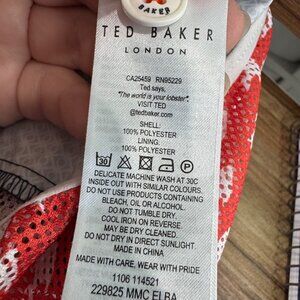 BAKER
TED BAKER
LONDON
CA25459 RN95229
Ted says,
"The world is your lobster".
VISIT TED
@tedbaker.com
SHELL:
100% POLYESTER
LINING:
100% POLYESTER
30
DELICATE MACHINE WASH AT 30C
INSIDE OUT WITH SIMILAR COLOURS.
DO NOT USE PRODUCTS CONTAINING
BLEACH, OIL OR ALCOHOL.
DO NOT TUMBLE DRY.
COOL IRON ON REVERSE.
MAY BE DRY CLEANED.
DO NOT DRY IN DIRECT SUNLIGHT.
MADE IN CHINA
MADE WITH CARE, WEAR WITH PRIDE
1106 114521
229825 MMC ELBA